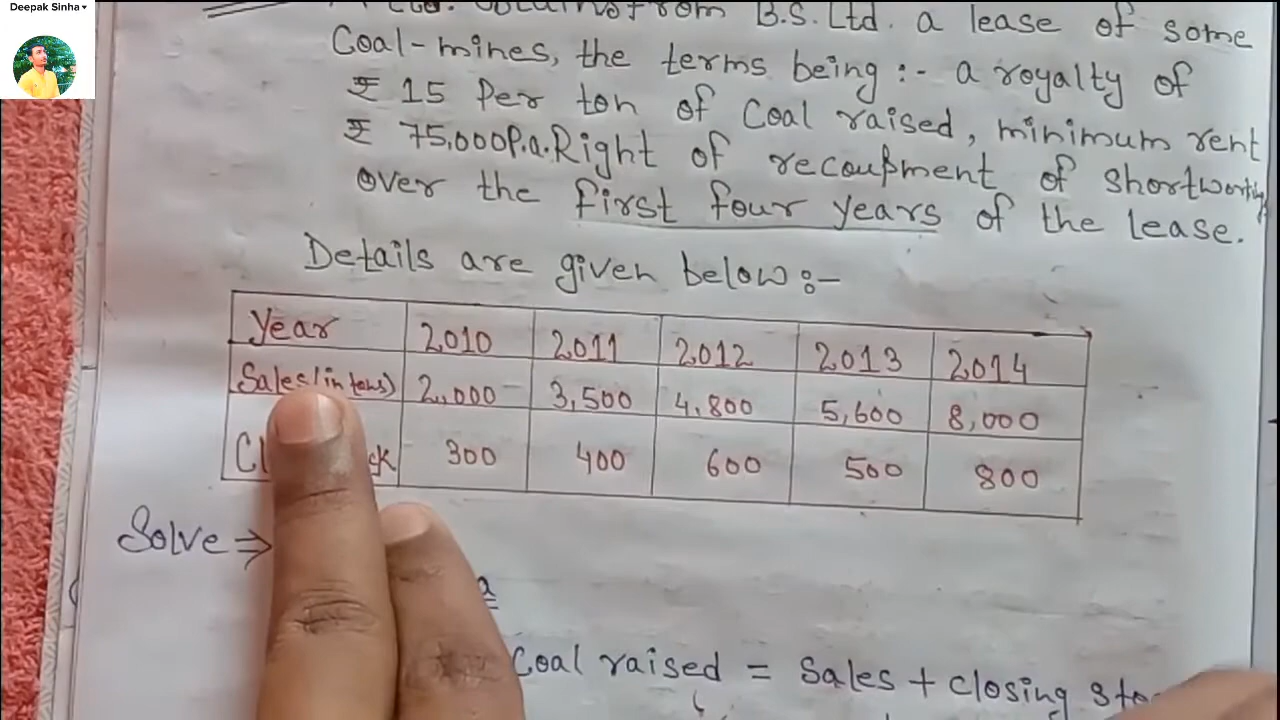 Deepak Sinha
from B.S. Ltd. a lease of some
Coal-mines, the terms being :- a royalty of
₹ 15 Per ton of Coal raised, minimum rent
₹ 75,000 P.a. Right of recoupment of shortworkings
over the first four years of the lease.
Details are given below :-
Year 2010 2011 2012 2013 2014
Sales (in tons) 2,000 3,500 4,800 5,600 8,000
300 400 600 500 800
Solve ⇒
Coal raised = Sales + closing